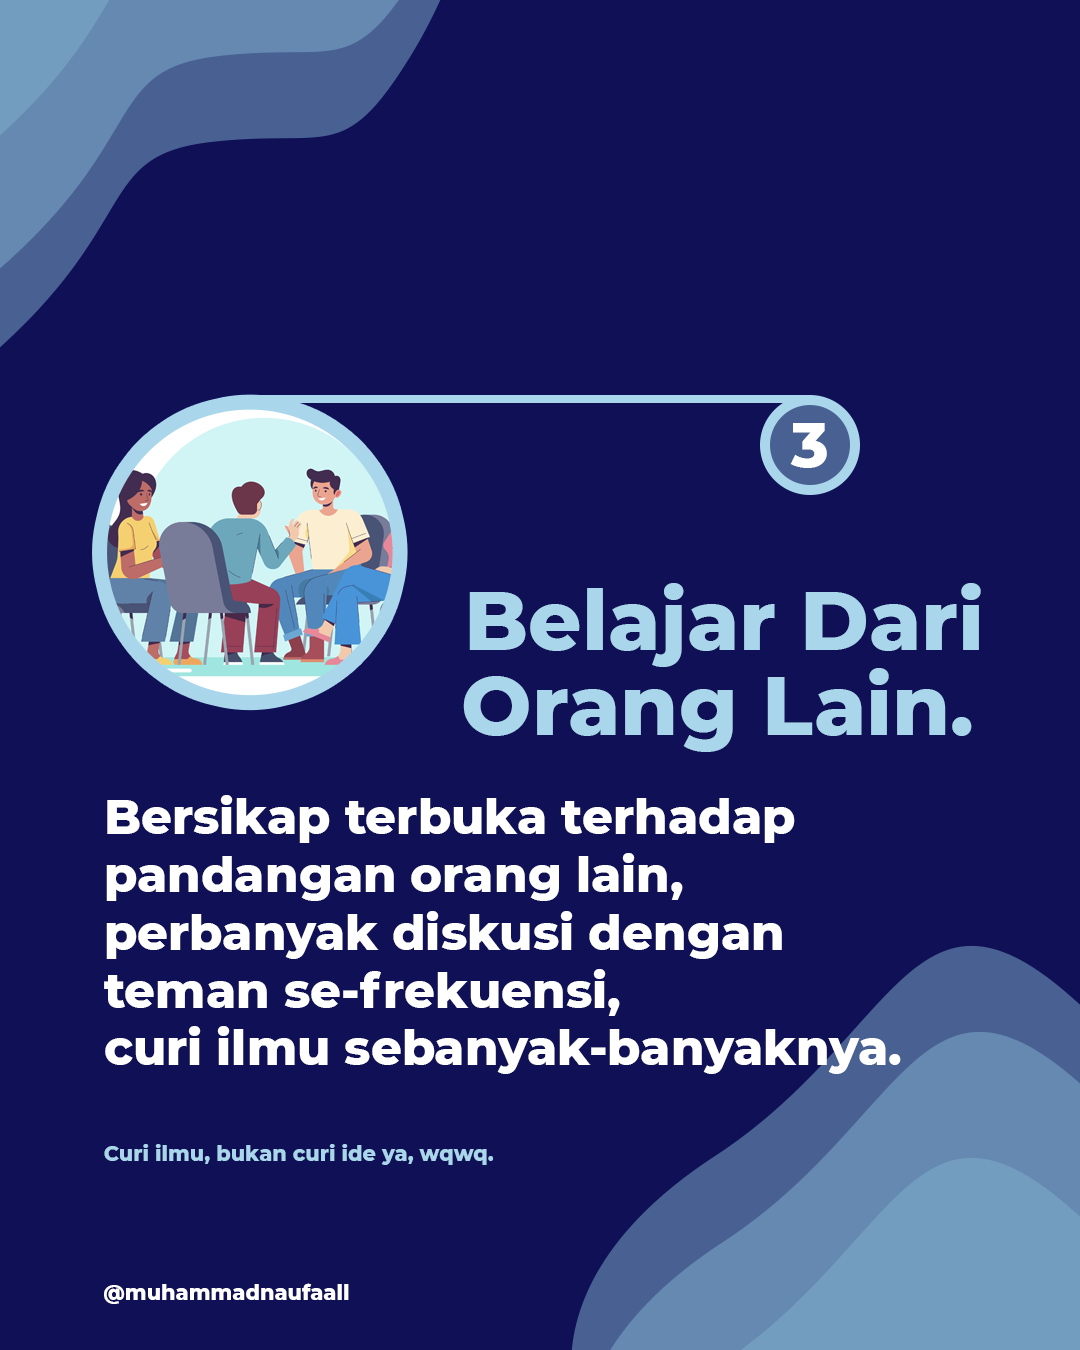 3
Belajar Dari
Orang Lain.
Bersikap terbuka terhadap
pandangan orang lain,
perbanyak diskusi dengan
teman se-frekuensi,
curi ilmu sebanyak-banyaknya.
Curi ilmu, bukan curi ide ya, wqwq.
@muhammadnaufaall